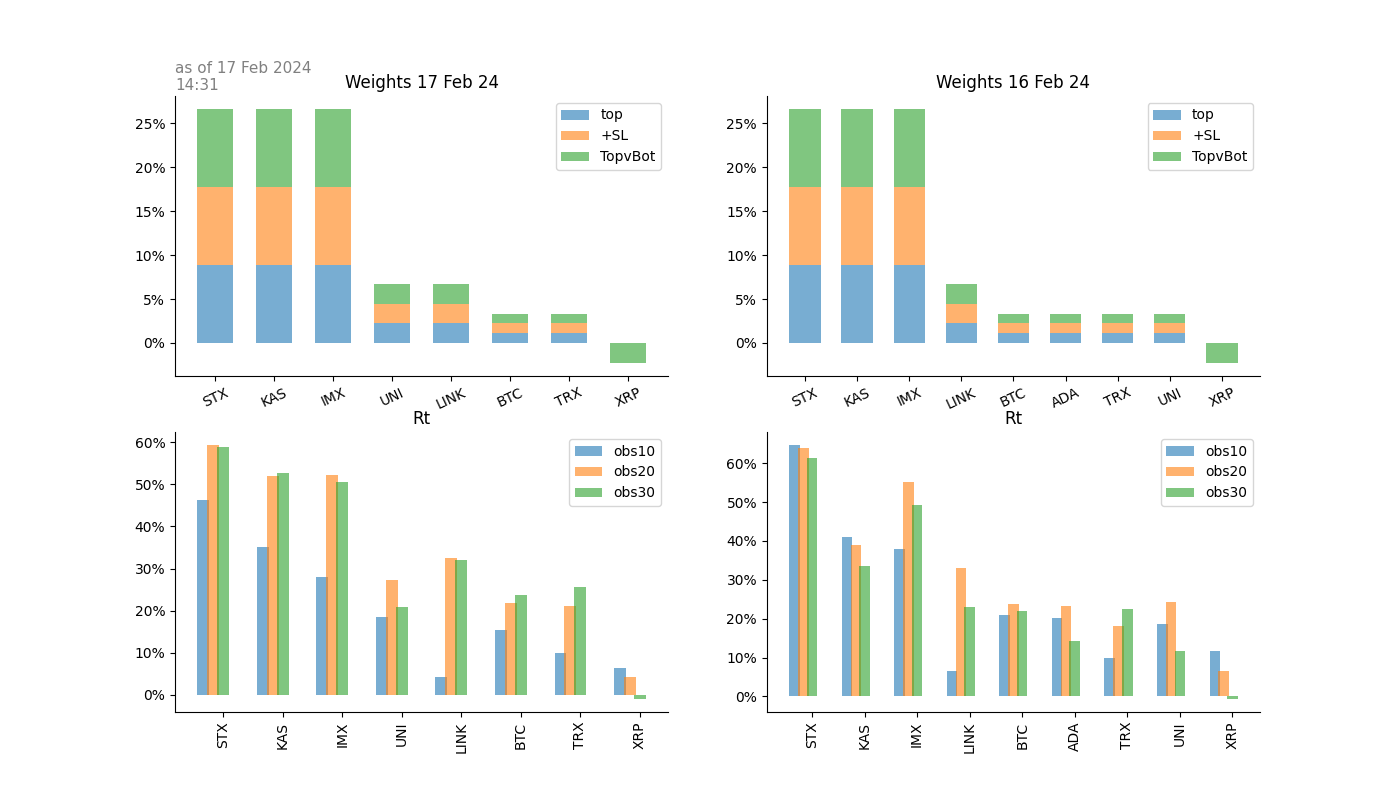 as of 17 Feb 2024
14:31
Weights 17 Feb 24
25%
20%
15%
10%
5%
0%
top
+SL
TopvBot
STX KAS IMX UNI LINK BTC TRX XRP
Weights 16 Feb 24
25%
20%
15%
10%
5%
0%
top
+SL
TopvBot
STX KAS IMX LINK BTC ADA TRX UNI XRP
Rt
60%
50%
40%
30%
20%
10%
0%
obs10
obs20
obs30
STX KAS IMX UNI LINK BTC TRX XRP
Rt
60%
50%
40%
30%
20%
10%
0%
obs10
obs20
obs30
STX KAS IMX LINK BTC ADA TRX UNI XRP